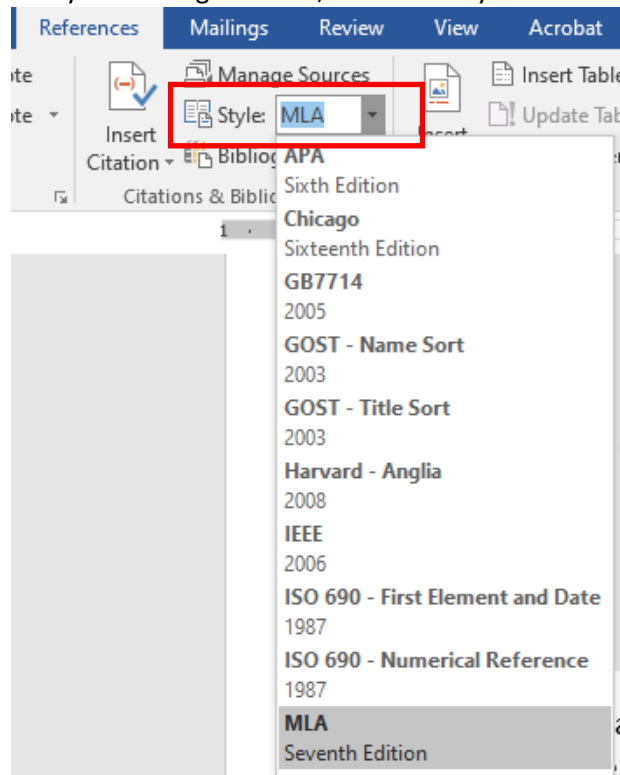 References Mailings Review View Acrobat
Manage Sources
Insert Table
Style: MLA
Update Tab
Insert
Citation
Bibliog
Citations & Biblio
1
APA
Sixth Edition
Chicago
Sixteenth Edition
GB7714
2005
GOST - Name Sort
2003
GOST - Title Sort
2003
Harvard - Anglia
2008
IEEE
2006
ISO 690 - First Element and Date
1987
ISO 690 - Numerical Reference
1987
MLA
Seventh Edition